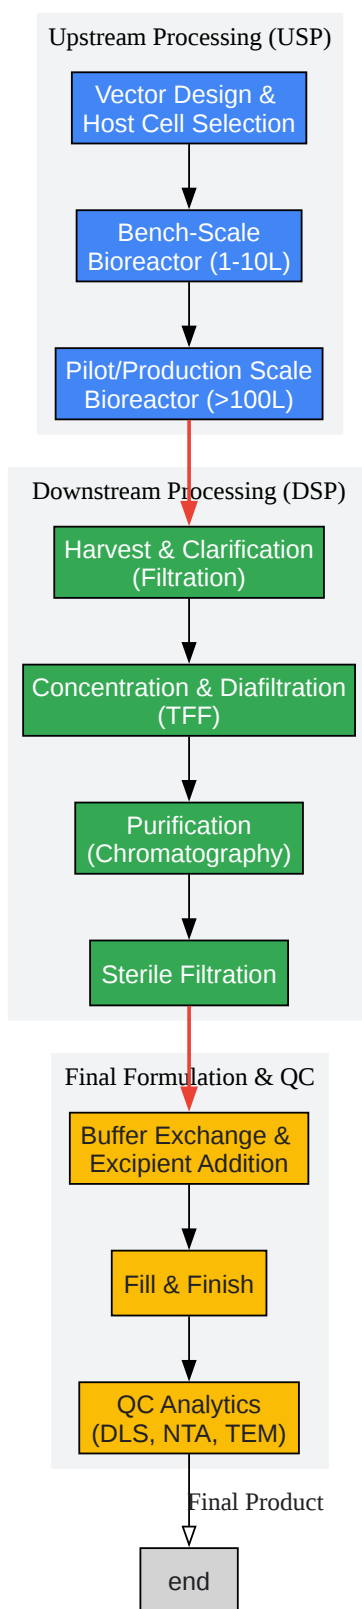 Upstream Processing (USP)
Vector Design &
Host Cell Selection
Bench-Scale
Bioreactor (1-10L)
Pilot/Production Scale
Bioreactor (>100L)
Downstream Processing (DSP)
Harvest & Clarification
(Filtration)
Concentration & Diafiltration
(TFF)
Purification
(Chromatography)
Sterile Filtration
Final Formulation & QC
Buffer Exchange &
Excipient Addition
Fill & Finish
QC Analytics
(DLS, NTA, TEM)
Final Product
end